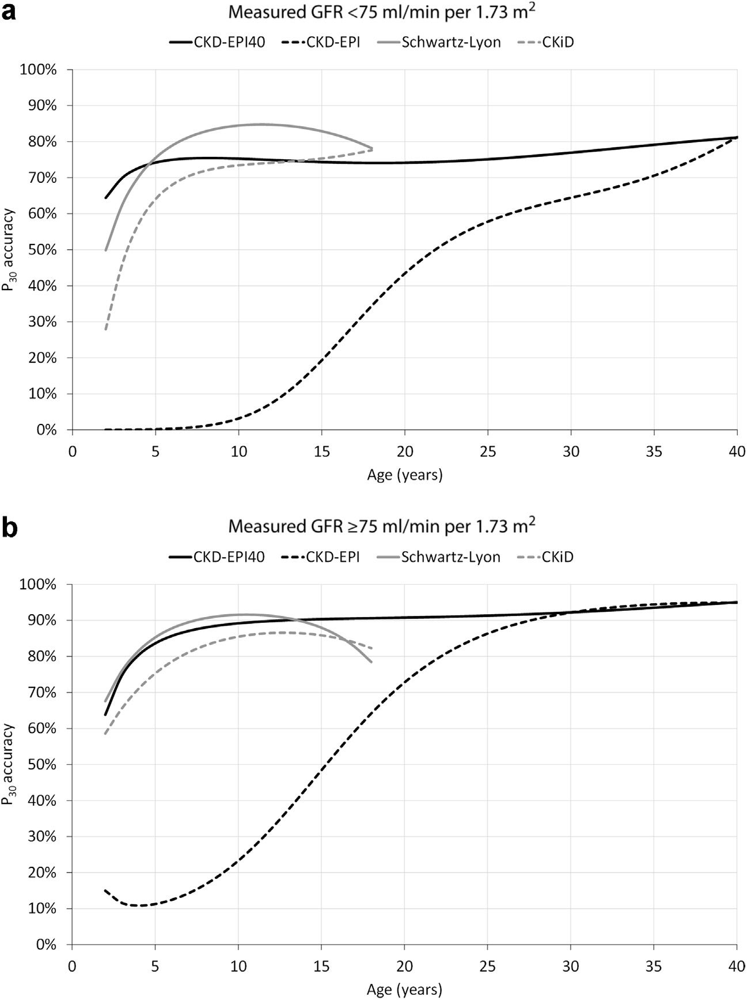 a
Measured GFR <75 ml/min per 1.73 m²
CKD-EPI40 CKD-EPI Schwartz-Lyon CKiD
100%
90%
80%
70%
60%
50%
40%
30%
20%
10%
0%
P₃₀ accuracy
0 5 10 15 20 25 30 35 40
Age (years)
b
Measured GFR ≥75 ml/min per 1.73 m²
CKD-EPI40 CKD-EPI Schwartz-Lyon CKiD
100%
90%
80%
70%
60%
50%
40%
30%
20%
10%
0%
P₃₀ accuracy
0 5 10 15 20 25 30 35 40
Age (years)